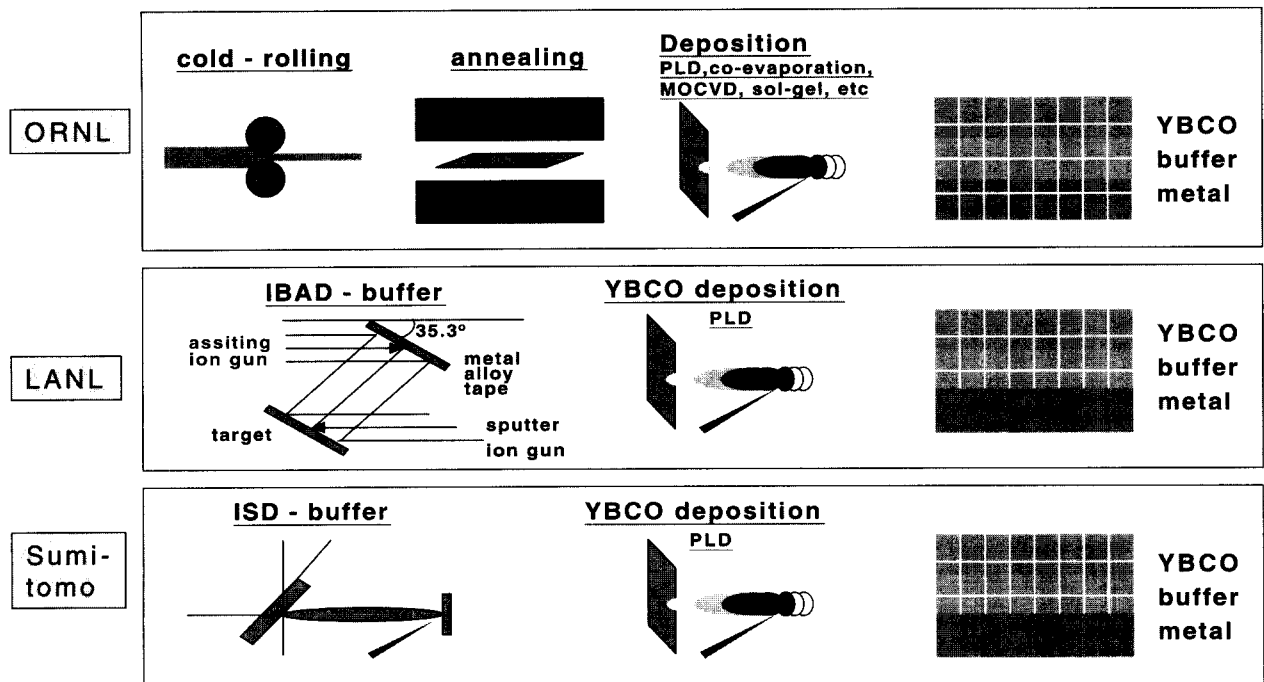 ORNL
cold - rolling
annealing
Deposition
PLD,co-evaporation,
MOCVD, sol-gel, etc
YBCO
buffer
metal
LANL
IBAD - buffer
35.3°
assiting
ion gun
metal
alloy
tape
target
sputter
ion gun
YBCO deposition
PLD
YBCO
buffer
metal
Sumi-
tomo
ISD - buffer
YBCO deposition
PLD
YBCO
buffer
metal